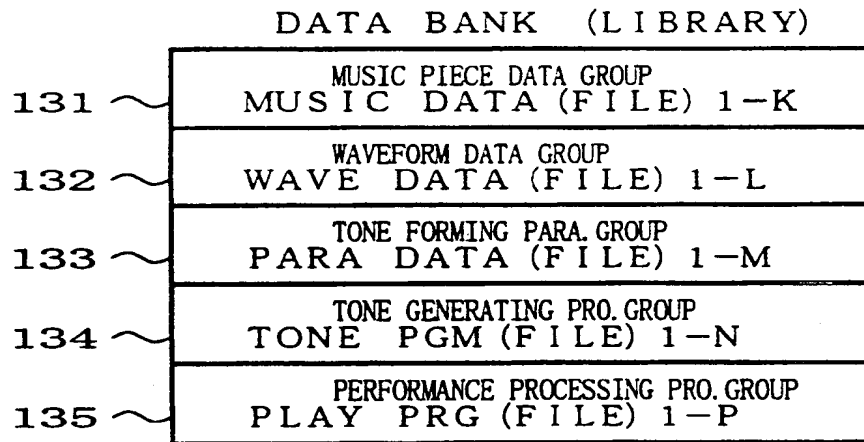 DATA BANK (LIBRARY)
MUSIC PIECE DATA GROUP
131 MUSIC DATA (FILE) 1-K
WAVEFORM DATA GROUP
132 WAVE DATA (FILE) 1-L
TONE FORMING PARA. GROUP
133 PARA DATA (FILE) 1-M
TONE GENERATING PRO. GROUP
134 TONE PGM (FILE) 1-N
PERFORMANCE PROCESSING PRO. GROUP
135 PLAY PRG (FILE) 1-P